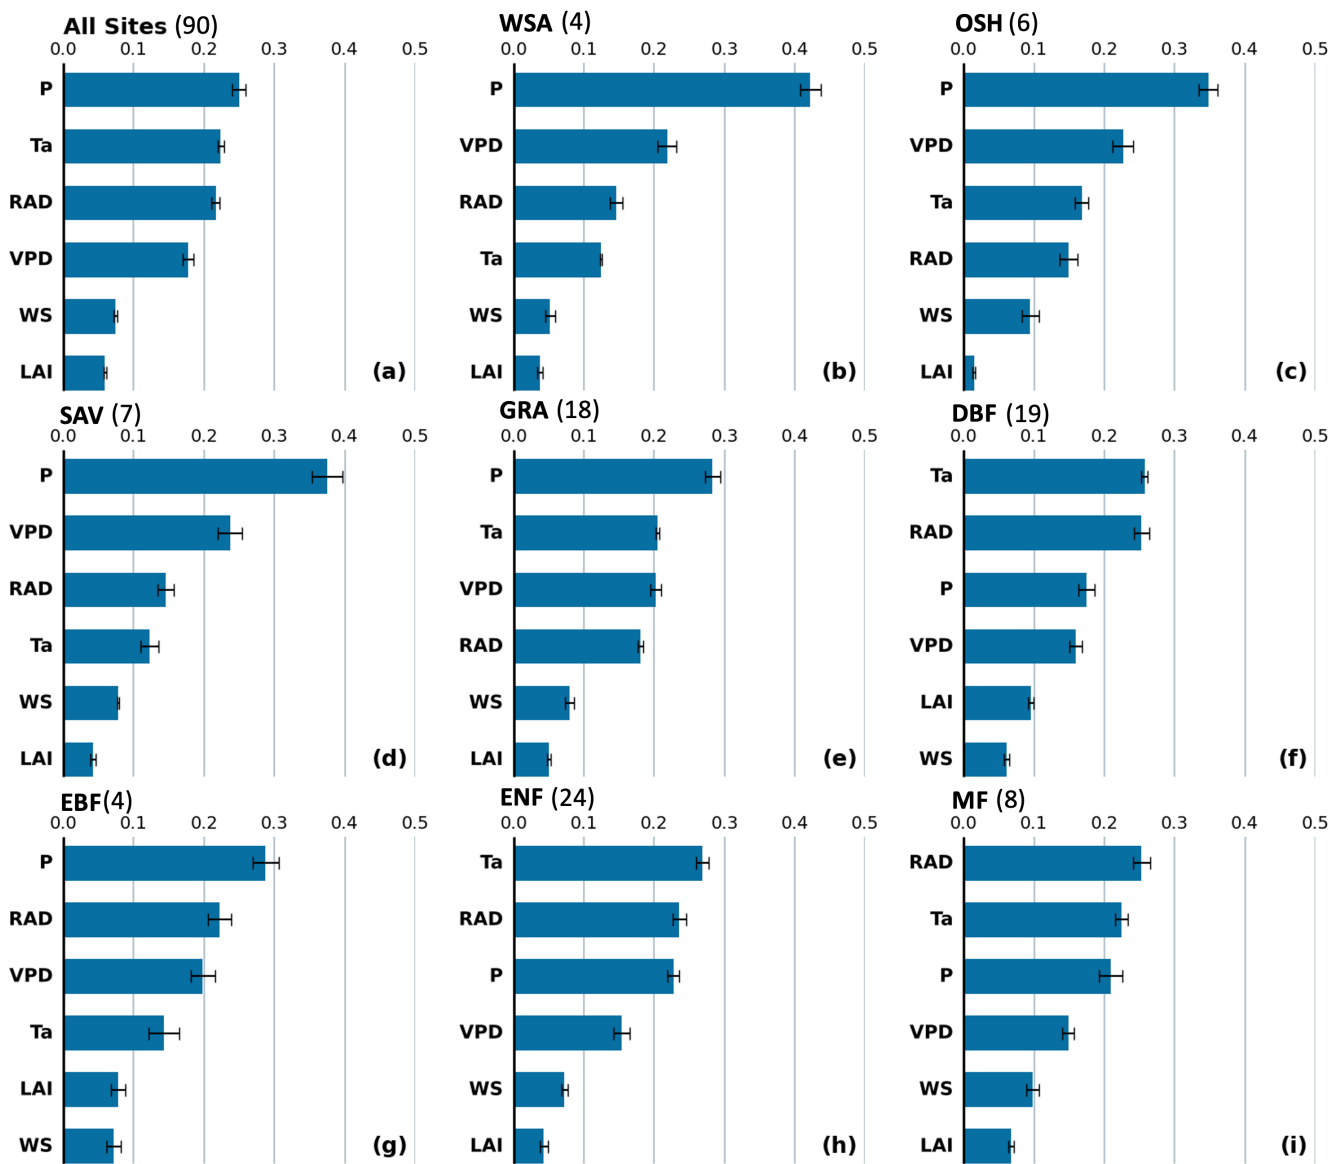 All Sites (90)
0.0 0.1 0.2 0.3 0.4 0.5
P
Ta
RAD
VPD
WS
LAI
(a)
WSA (4)
0.0 0.1 0.2 0.3 0.4 0.5
P
VPD
RAD
Ta
WS
LAI
(b)
OSH (6)
0.0 0.1 0.2 0.3 0.4 0.5
P
VPD
Ta
RAD
WS
LAI
(c)
SAV (7)
0.0 0.1 0.2 0.3 0.4 0.5
P
VPD
RAD
Ta
WS
LAI
(d)
GRA (18)
0.0 0.1 0.2 0.3 0.4 0.5
P
Ta
VPD
RAD
WS
LAI
(e)
DBF (19)
0.0 0.1 0.2 0.3 0.4 0.5
Ta
RAD
P
VPD
LAI
WS
(f)
EBF (4)
0.0 0.1 0.2 0.3 0.4 0.5
P
RAD
VPD
Ta
LAI
WS
(g)
ENF (24)
0.0 0.1 0.2 0.3 0.4 0.5
Ta
RAD
P
VPD
WS
LAI
(h)
MF (8)
0.0 0.1 0.2 0.3 0.4 0.5
RAD
Ta
P
VPD
WS
LAI
(i)